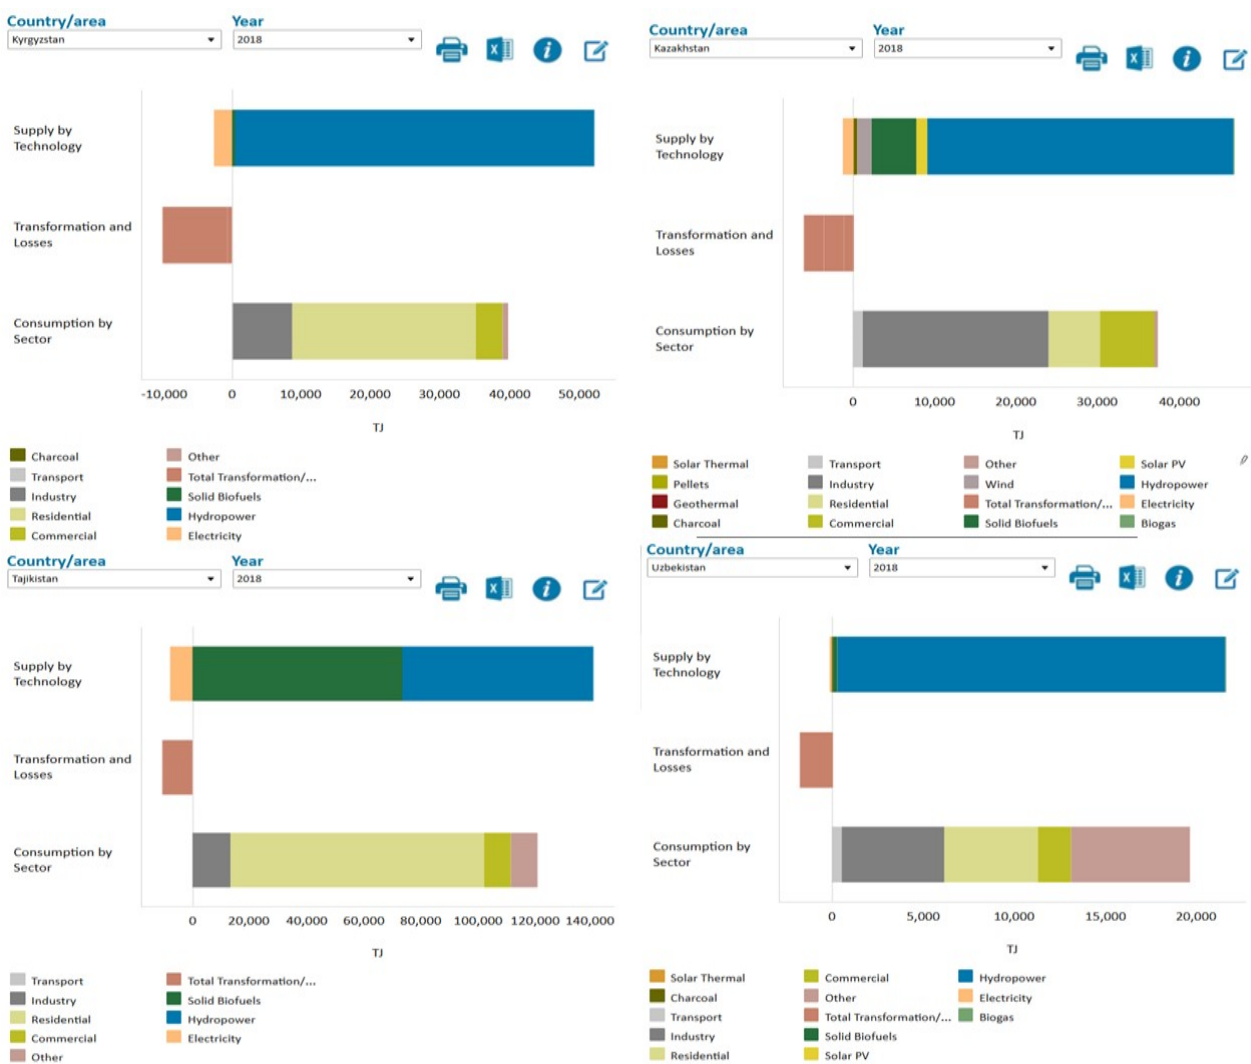 Country/area Year
Kyrgyzstan 2018
Supply by
Technology
Transformation and
Losses
Consumption by
Sector
-10,000 0 10,000 20,000 30,000 40,000 50,000
TJ
Charcoal Other
Transport Total Transformation/...
Industry Solid Biofuels
Residential Hydropower
Commercial Electricity
Country/area Year
Kazakhstan 2018
Supply by
Technology
Transformation and
Losses
Consumption by
Sector
0 10,000 20,000 30,000 40,000
TJ
Solar Thermal Transport Other Solar PV
Pellets Industry Wind Hydropower
Geothermal Residential Total Transformation/... Electricity
Charcoal Commercial Solid Biofuels Biogas
Country/area Year
Tajikistan 2018
Supply by
Technology
Transformation and
Losses
Consumption by
Sector
0 20,000 40,000 60,000 80,000 100,000 120,000 140,000
TJ
Transport Total Transformation/...
Industry Solid Biofuels
Residential Hydropower
Commercial Electricity
Other
Country/area Year
Uzbekistan 2018
Supply by
Technology
Transformation and
Losses
Consumption by
Sector
0 5,000 10,000 15,000 20,000
TJ
Solar Thermal Commercial Hydropower
Charcoal Other Electricity
Transport Total Transformation/... Biogas
Industry Solid Biofuels
Residential Solar PV